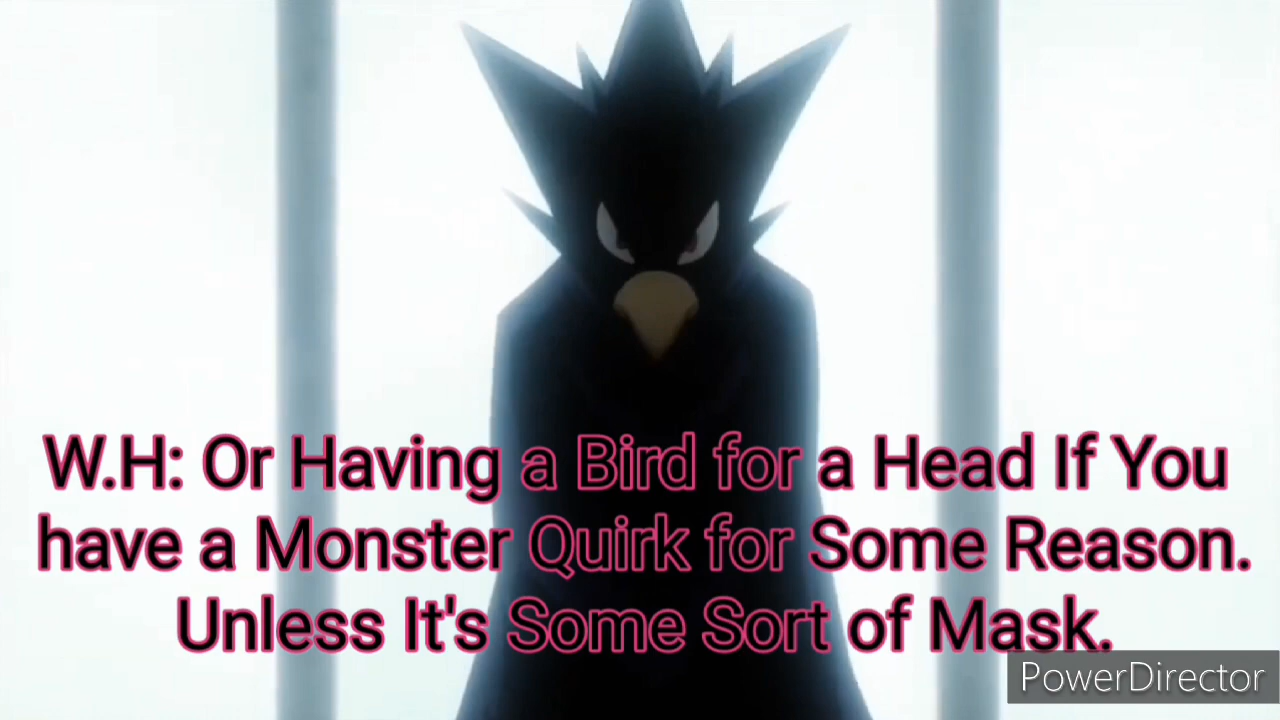 W.H: Or Having a Bird for a Head If You
have a Monster Quirk for Some Reason.
Unless It's Some Sort of Mask.
PowerDirector